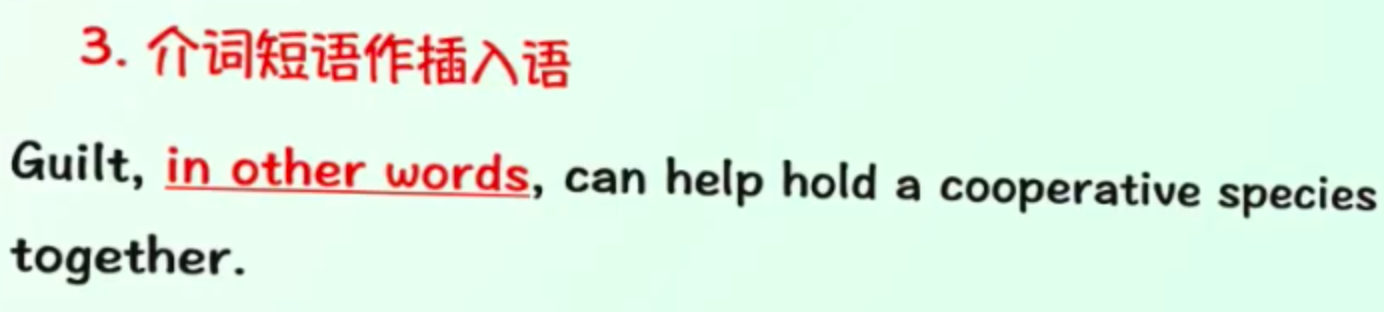 3. 介词短语作插入语
Guilt, in other words, can help hold a cooperative species
together.